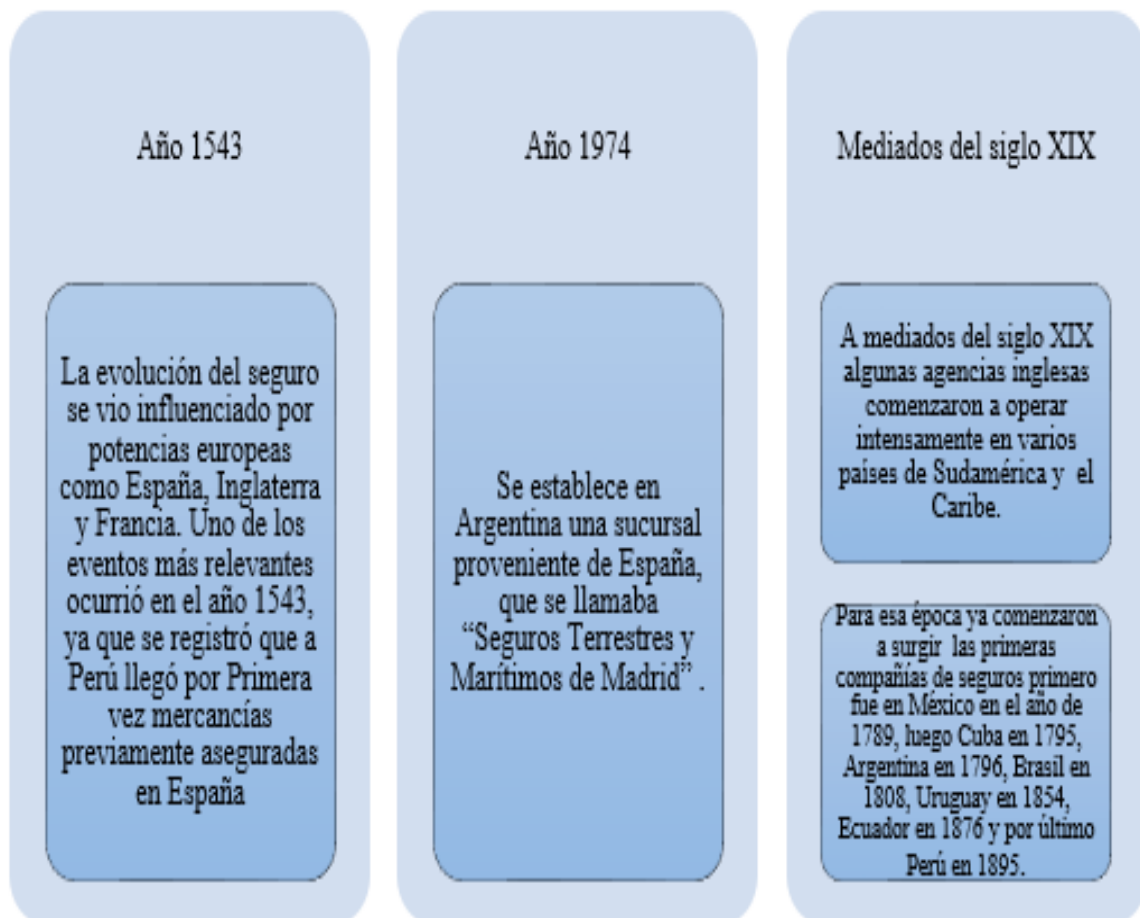 Año 1543
La evolución del seguro
se vio influenciado por
potencias europeas
como España, Inglaterra
y Francia. Uno de los
eventos más relevantes
ocurrió en el año 1543,
ya que se registró que a
Perú llegó por Primera
vez mercancías
previamente aseguradas
en España
Año 1974
Se establece en
Argentina una sucursal
proveniente de España,
que se llamaba
“Seguros Terrestres y
Marítimos de Madrid” .
Mediados del siglo XIX
A mediados del siglo XIX
algunas agencias inglesas
comenzaron a operar
intensamente en varios
países de Sudamérica y el
Caribe.
Para esa época ya comenzaron
a surgir las primeras
compañías de seguros primero
fue en México en el año de
1789, luego Cuba en 1795,
Argentina en 1796, Brasil en
1808, Uruguay en 1854,
Ecuador en 1876 y por último
Perú en 1895.